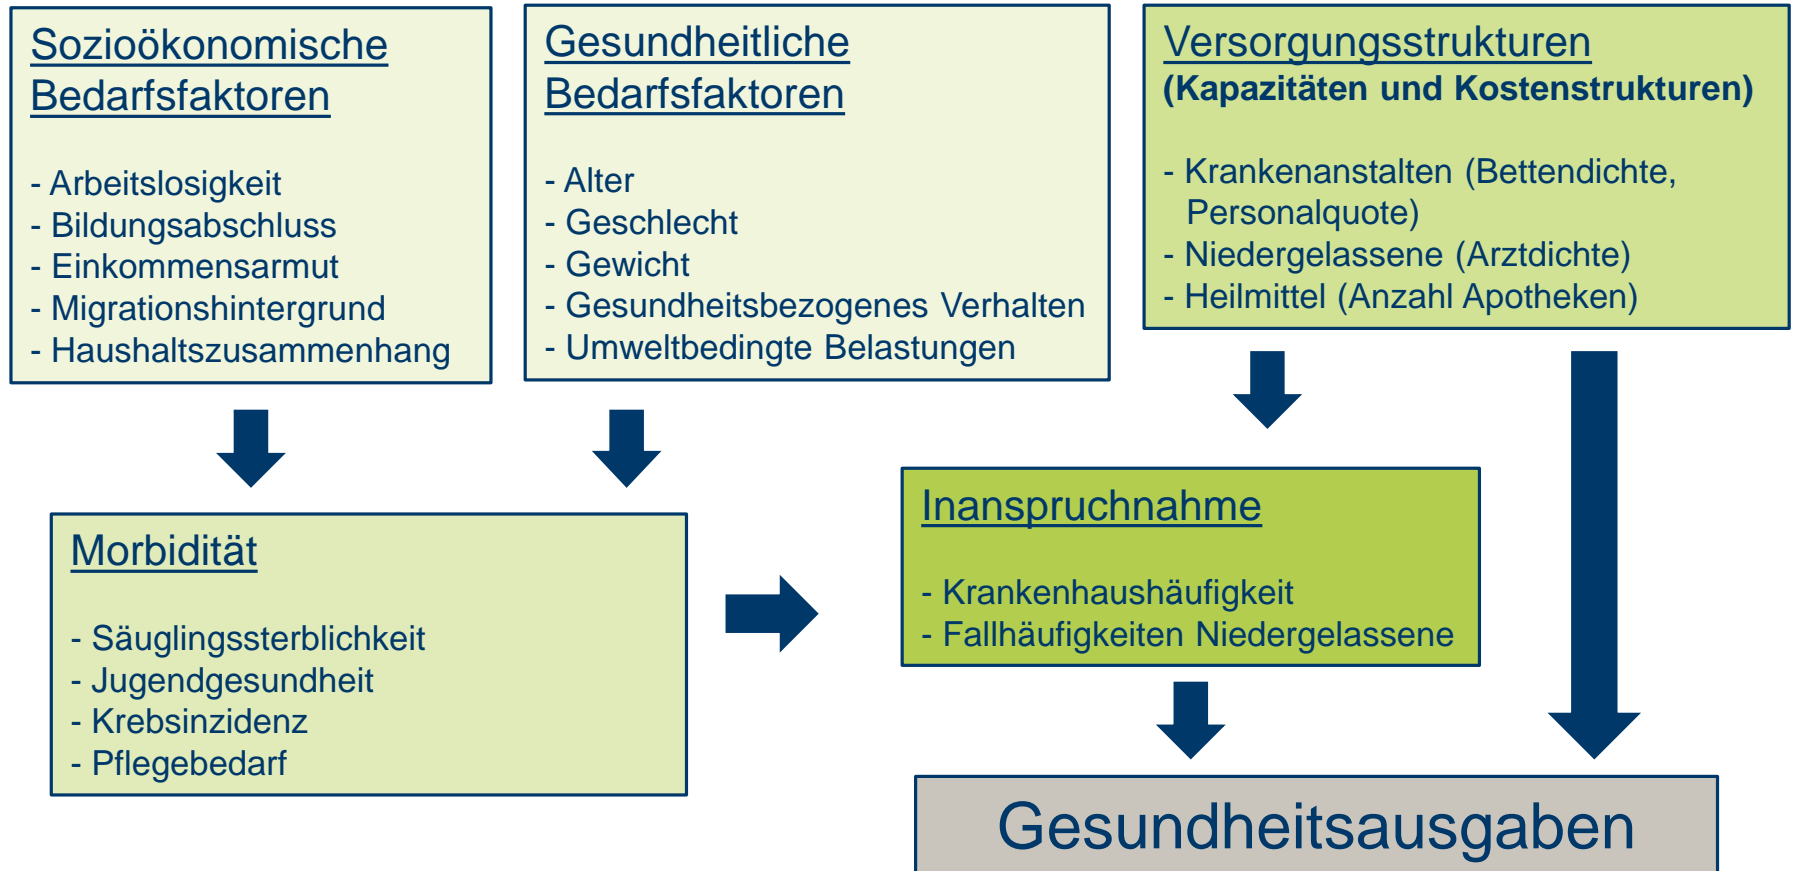 Sozioökonomische
Bedarfsfaktoren
- Arbeitslosigkeit
- Bildungsabschluss
- Einkommensarmut
- Migrationshintergrund
- Haushaltszusammenhang
Gesundheitliche
Bedarfsfaktoren
- Alter
- Geschlecht
- Gewicht
- Gesundheitsbezogenes Verhalten
- Umweltbedingte Belastungen
Versorgungsstrukturen
(Kapazitäten und Kostenstrukturen)
- Krankenanstalten (Bettendichte,
Personalquote)
- Niedergelassene (Arztdichte)
- Heilmittel (Anzahl Apotheken)
Morbidität
- Säuglingssterblichkeit
- Jugendgesundheit
- Krebsinzidenz
- Pflegebedarf
Inanspruchnahme
- Krankenhaushäufigkeit
- Fallhäufigkeiten Niedergelassene
Gesundheitsausgaben